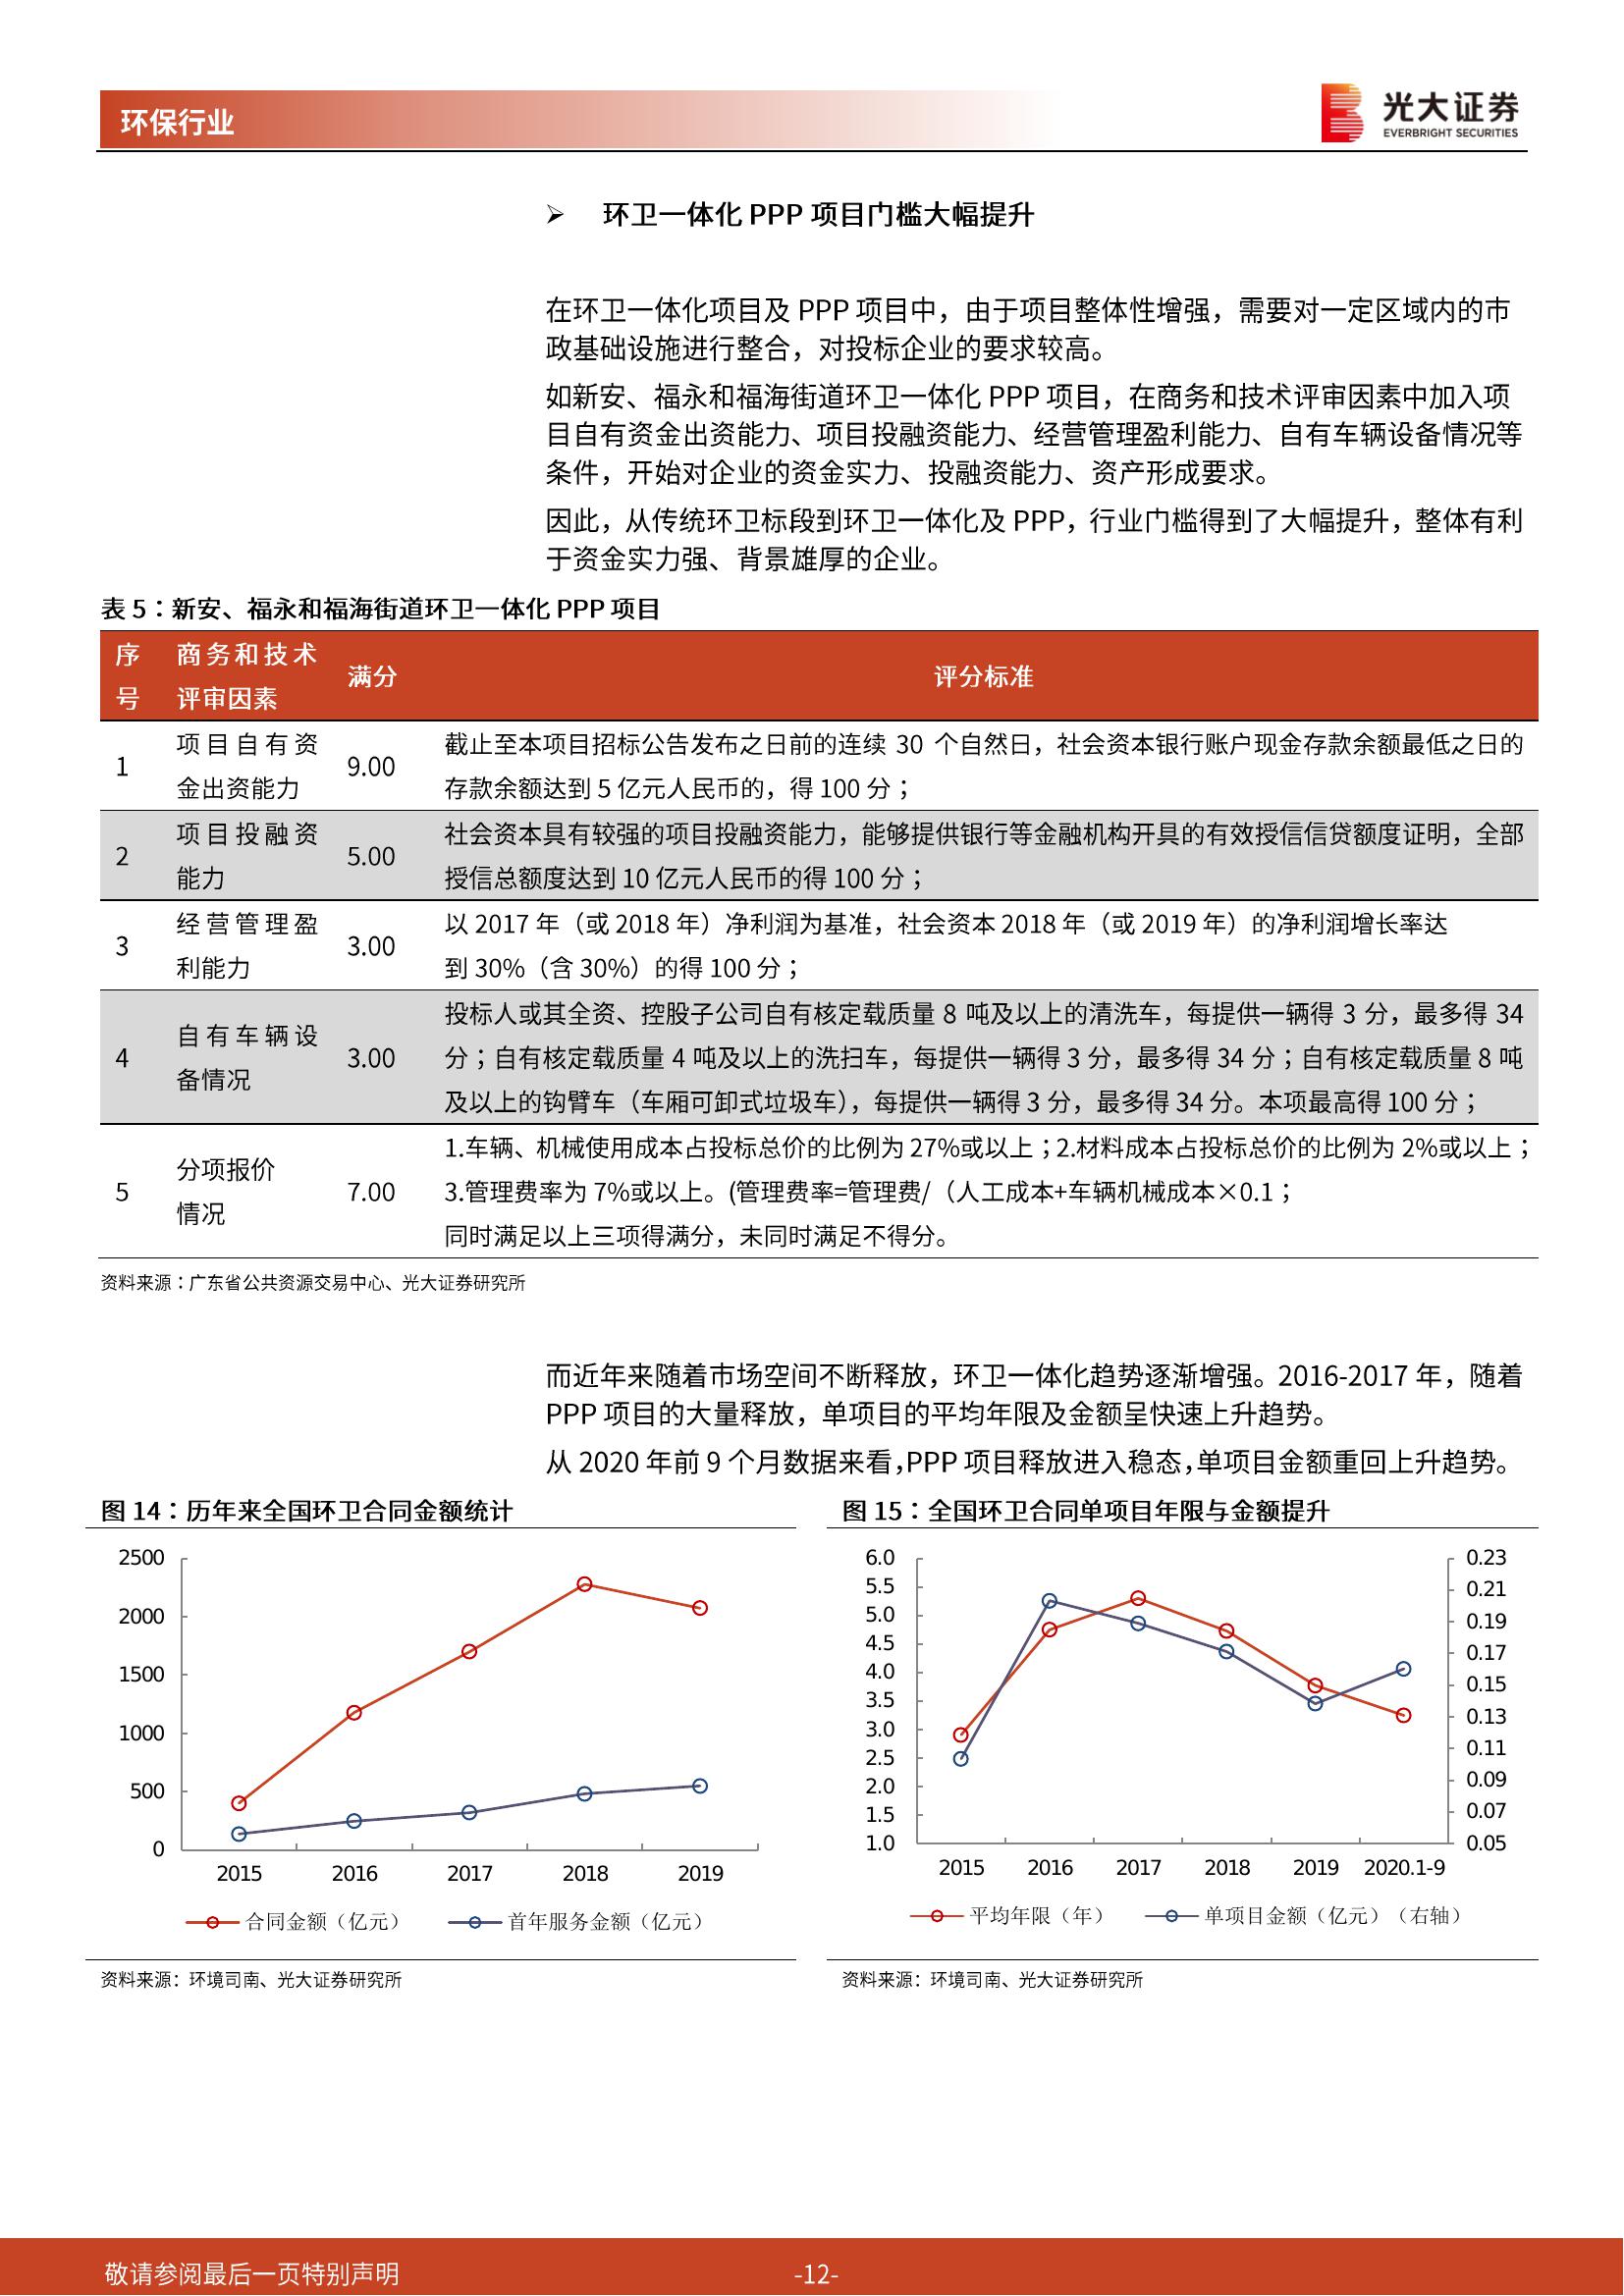 环保行业
光大证券
EVERBRIGHT SECURITIES
➢ 环卫一体化 PPP 项目门槛大幅提升
在环卫一体化项目及 PPP 项目中，由于项目整体性增强，需要对一定区域内的市
政基础设施进行整合，对投标企业的要求较高。
如新安、福永和福海街道环卫一体化 PPP 项目，在商务和技术评审因素中加入项
目自有资金出资能力、项目投融资能力、经营管理盈利能力、自有车辆设备情况等
条件，开始对企业的资金实力、投融资能力、资产形成要求。
因此，从传统环卫标段到环卫一体化及 PPP，行业门槛得到了大幅提升，整体有利
于资金实力强、背景雄厚的企业。
表 5：新安、福永和福海街道环卫一体化 PPP 项目
序
号
商务和技术
评审因素
满分
评分标准
1
项目自有资
金出资能力
9.00
截止至本项目招标公告发布之日前的连续 30 个自然日，社会资本银行账户现金存款余额最低之日的
存款余额达到 5 亿元人民币的，得 100 分；
2
项目投融资
能力
5.00
社会资本具有较强的项目投融资能力，能够提供银行等金融机构开具的有效授信信贷额度证明，全部
授信总额度达到 10 亿元人民币的得 100 分；
3
经营管理盈
利能力
3.00
以 2017 年（或 2018 年）净利润为基准，社会资本 2018 年（或 2019 年）的净利润增长率达
到 30%（含 30%）的得 100 分；
4
自有车辆设
备情况
3.00
投标人或其全资、控股子公司自有核定载质量 8 吨及以上的清洗车，每提供一辆得 3 分，最多得 34
分；自有核定载质量 4 吨及以上的洗扫车，每提供一辆得 3 分，最多得 34 分；自有核定载质量 8 吨
及以上的钩臂车（车厢可卸式垃圾车），每提供一辆得 3 分，最多得 34 分。本项最高得 100 分；
5
分项报价
情况
7.00
1.车辆、机械使用成本占投标总价的比例为 27%或以上；2.材料成本占投标总价的比例为 2%或以上；
3.管理费率为 7%或以上。(管理费率=管理费/（人工成本+车辆机械成本×0.1；
同时满足以上三项得满分，未同时满足不得分。
资料来源：广东省公共资源交易中心、光大证券研究所
而近年来随着市场空间不断释放，环卫一体化趋势逐渐增强。2016-2017 年，随着
PPP 项目的大量释放，单项目的平均年限及金额呈快速上升趋势。
从 2020 年前 9 个月数据来看，PPP 项目释放进入稳态，单项目金额重回上升趋势。
图 14：历年来全国环卫合同金额统计
2500
2000
1500
1000
500
0
2015 2016 2017 2018 2019
合同金额（亿元） 首年服务金额（亿元）
资料来源：环境司南、光大证券研究所
图 15：全国环卫合同单项目年限与金额提升
6.0
5.5
5.0
4.5
4.0
3.5
3.0
2.5
2.0
1.5
1.0
0.23
0.21
0.19
0.17
0.15
0.13
0.11
0.09
0.07
0.05
2015 2016 2017 2018 2019 2020.1-9
平均年限（年） 单项目金额（亿元）（右轴）
资料来源：环境司南、光大证券研究所
敬请参阅最后一页特别声明
-12-